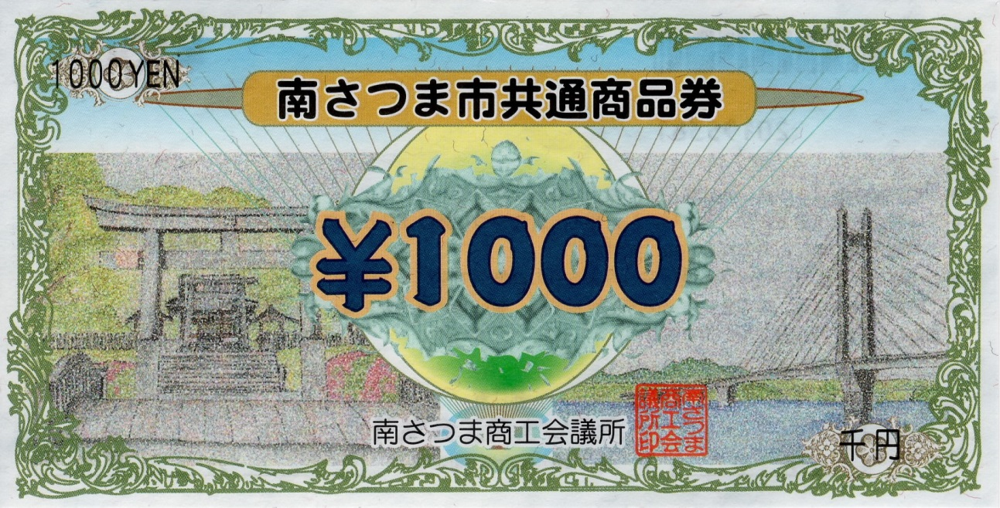 1000YEN
南さつま市共通商品券
¥1000
南さつま商工会議所
南さつま
商工会
議所印
千円